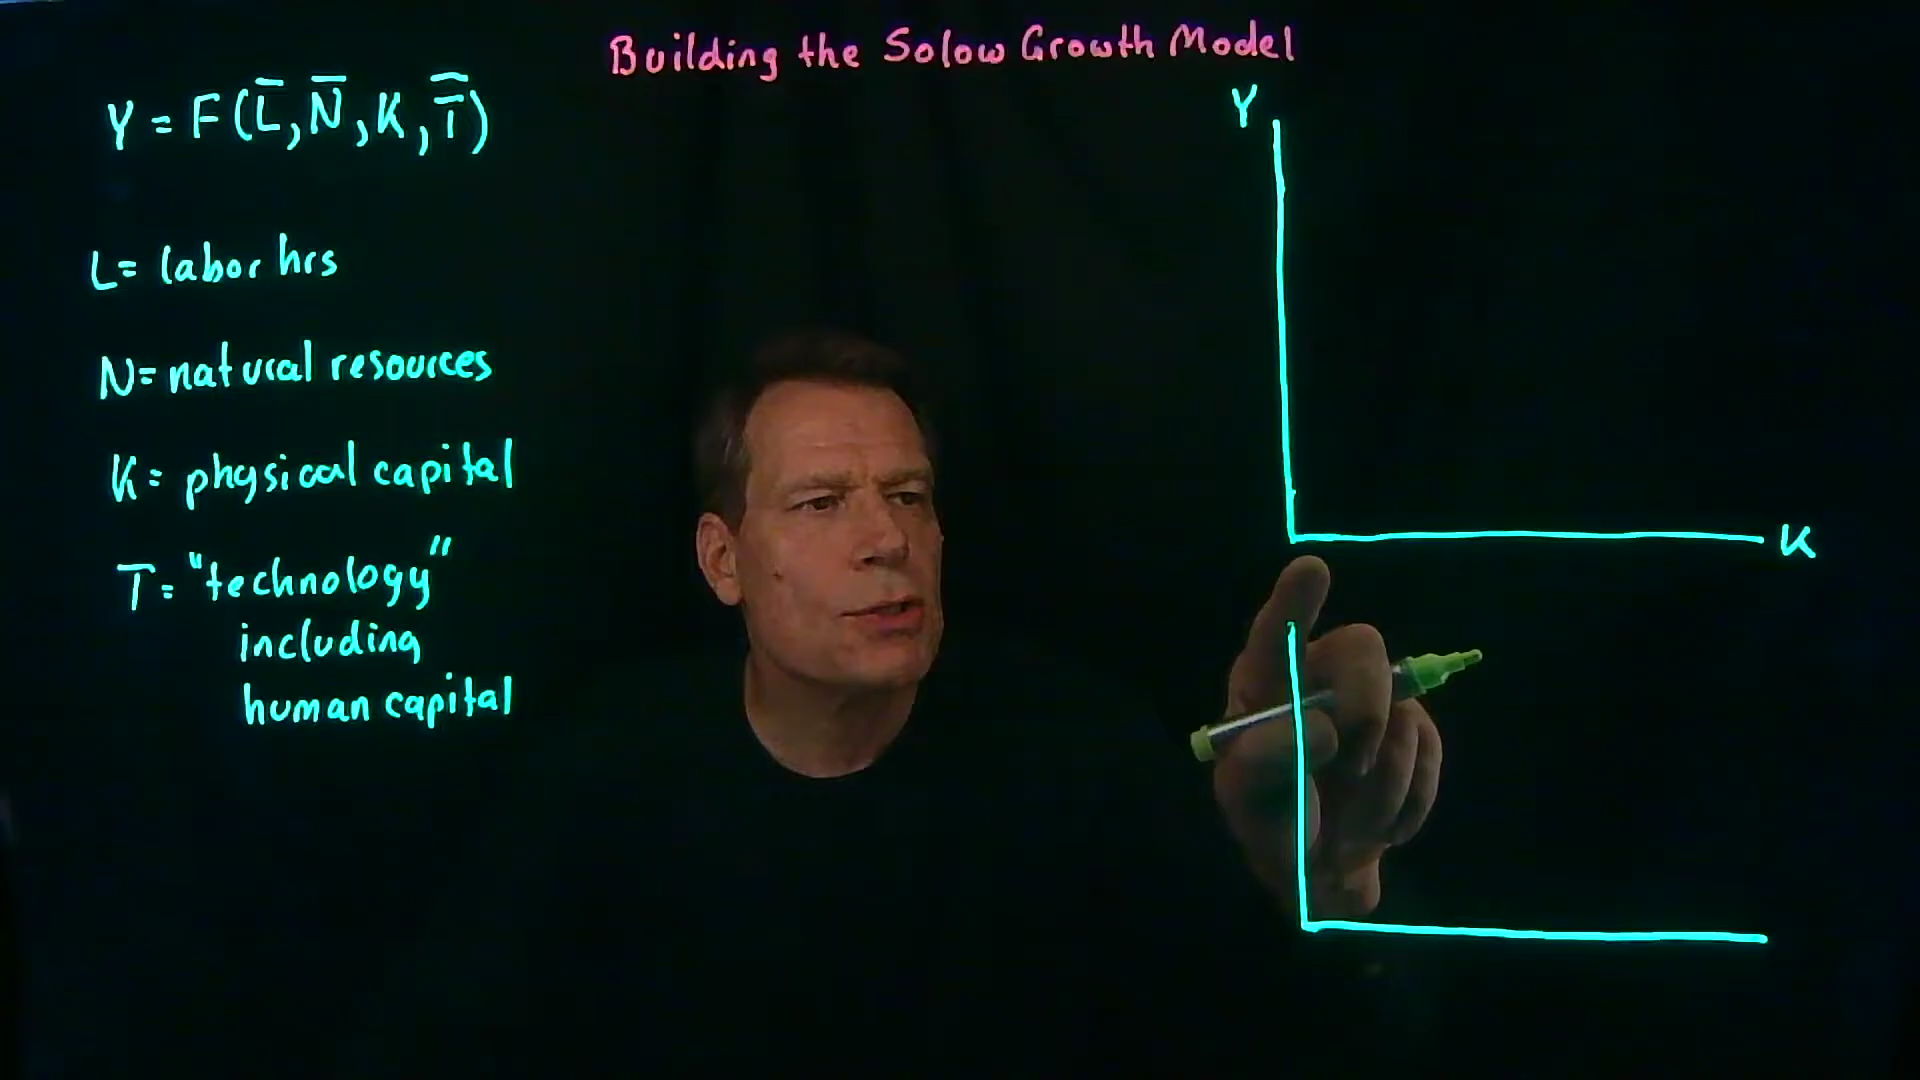 Building the Solow Growth Model
Y = F(L̅, N̅, K, T̿)
L = labor hrs
N = natural resources
K = physical capital
T = "technology"
including
human capital
Y
K